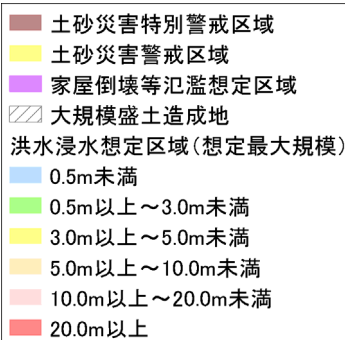 土砂災害特別警戒区域
土砂災害警戒区域
家屋倒壊等氾濫想定区域
大規模盛土造成地
洪水浸水想定区域(想定最大規模)
0.5m未満
0.5m以上～3.0m未満
3.0m以上～5.0m未満
5.0m以上～10.0m未満
10.0m以上～20.0m未満
20.0m以上